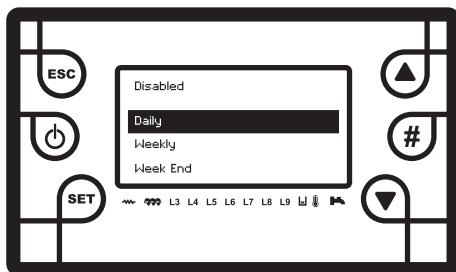 ESC
Disabled
Daily
#
Weekly
Week End
SET
L3 L4 L5 L6 L7 L8 L9